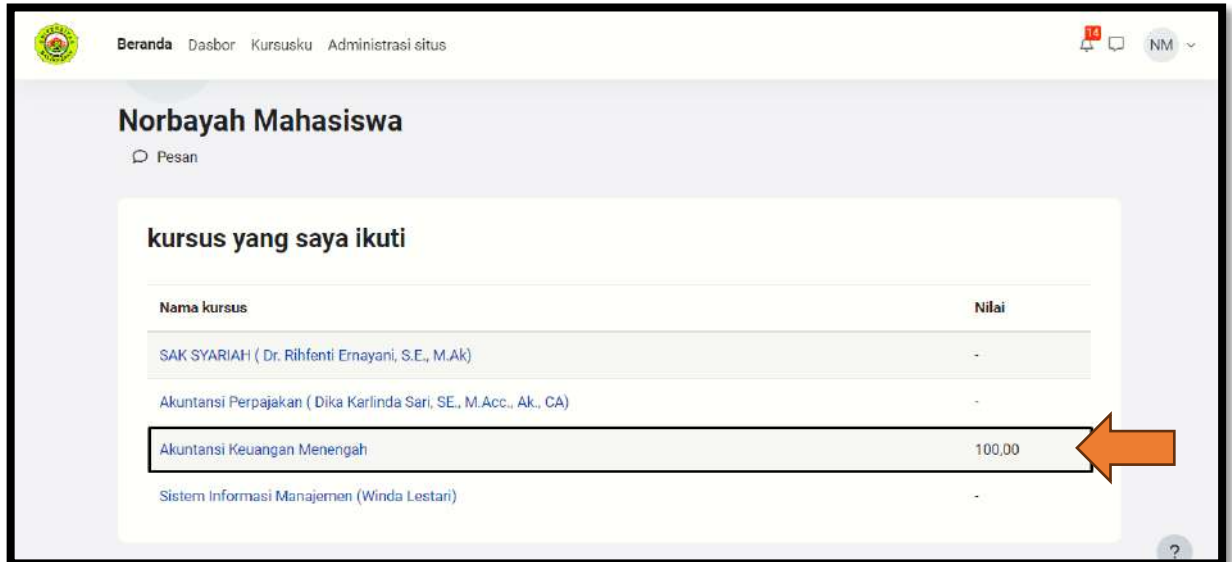 Beranda Dasbor Kursusku Administrasi situs
14
NM
Norbayah Mahasiswa
Pesan
kursus yang saya ikuti
Nama kursus Nilai
SAK SYARIAH ( Dr. Rihfenti Ernayani, S.E., M.Ak) -
Akuntansi Perpajakan ( Dika Karlinda Sari, SE., M.Acc., Ak., CA) -
Akuntansi Keuangan Menengah 100,00
Sistem Informasi Manajemen (Winda Lestari) -
?